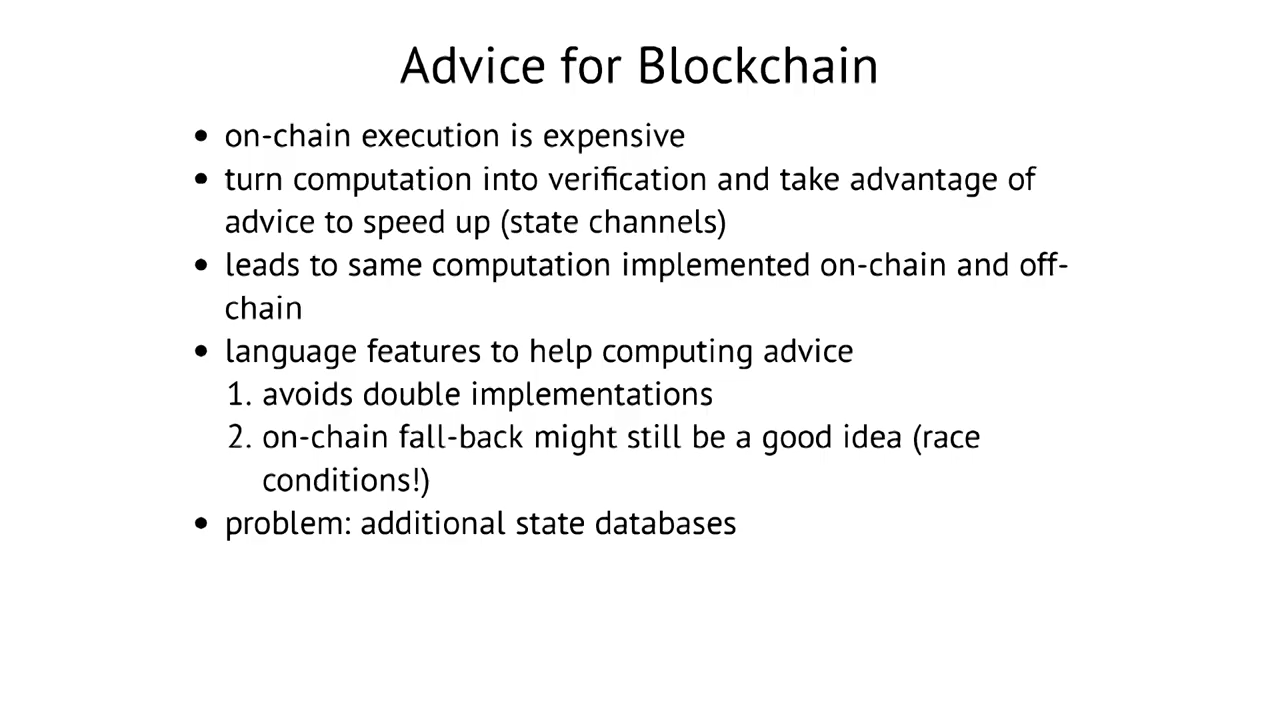 Advice for Blockchain
• on-chain execution is expensive
• turn computation into verification and take advantage of
advice to speed up (state channels)
• leads to same computation implemented on-chain and off-
chain
• language features to help computing advice
1. avoids double implementations
2. on-chain fall-back might still be a good idea (race
conditions!)
• problem: additional state databases